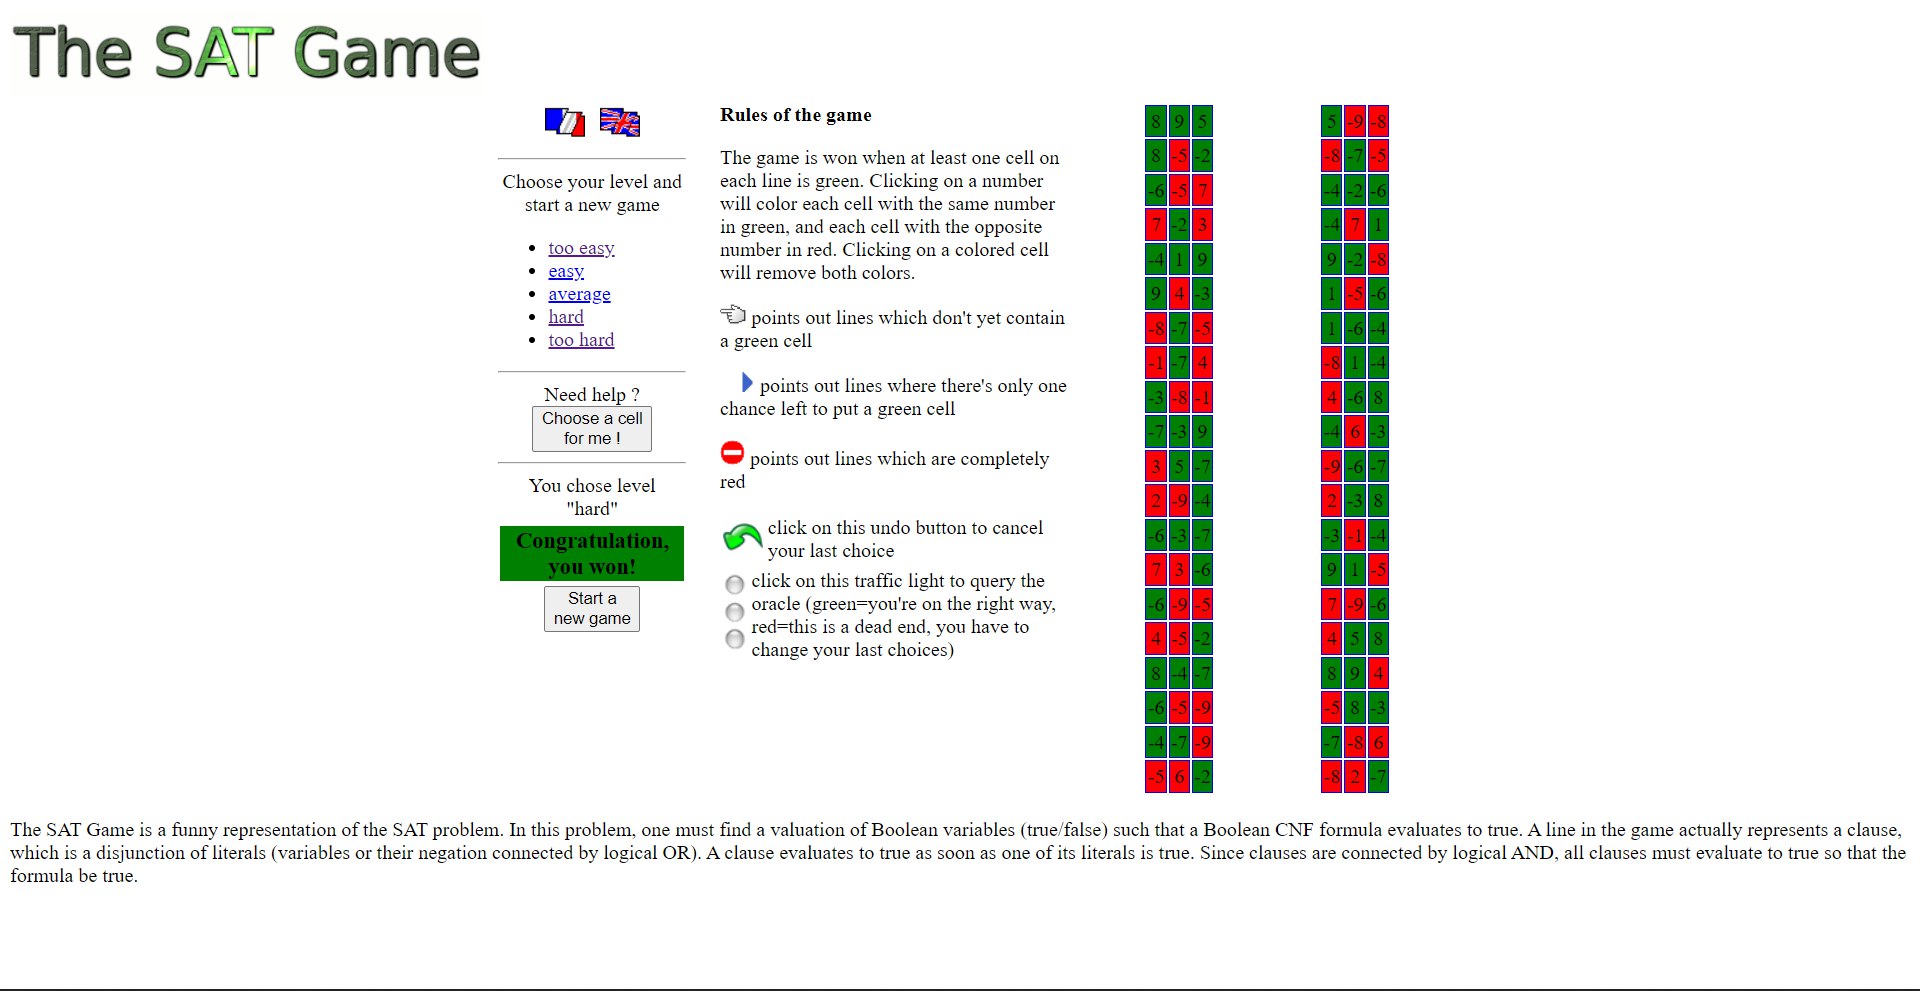 The SAT Game
Choose your level and
start a new game
too easy
easy
average
hard
too hard
Need help ?
Choose a cell
for me !
You chose level
"hard"
Congratulation,
you won!
Start a
new game
Rules of the game
The game is won when at least one cell on
each line is green. Clicking on a number
will color each cell with the same number
in green, and each cell with the opposite
number in red. Clicking on a colored cell
will remove both colors.
points out lines which don't yet contain
a green cell
points out lines where there's only one
chance left to put a green cell
points out lines which are completely
red
click on this undo button to cancel
your last choice
click on this traffic light to query the
oracle (green=you're on the right way,
red=this is a dead end, you have to
change your last choices)
8 9 5
8 -5 -2
-6 -5 7
7 -2 3
-4 1 9
9 4 -3
-8 -7 -5
-1 -7 4
-3 -8 -1
-7 -3 9
3 5 -7
2 -9 -4
-6 -3 -7
7 3 -6
-6 -9 -5
4 -5 -2
8 -4 -7
-6 -5 -9
-4 -7 -9
-5 6 -2
5 -9 -8
-8 -7 -5
-4 -2 -6
-4 7 1
9 -2 -8
1 -5 -6
1 -6 -4
-8 1 -4
4 -6 8
-4 6 -3
-9 -6 -7
2 -3 8
-3 -1 -4
9 1 -5
7 -9 -6
4 5 8
8 9 4
-5 8 -3
-7 -8 6
-8 2 -7
The SAT Game is a funny representation of the SAT problem. In this problem, one must find a valuation of Boolean variables (true/false) such that a Boolean CNF formula evaluates to true. A line in the game actually represents a clause,
which is a disjunction of literals (variables or their negation connected by logical OR). A clause evaluates to true as soon as one of its literals is true. Since clauses are connected by logical AND, all clauses must evaluate to true so that the
formula be true.